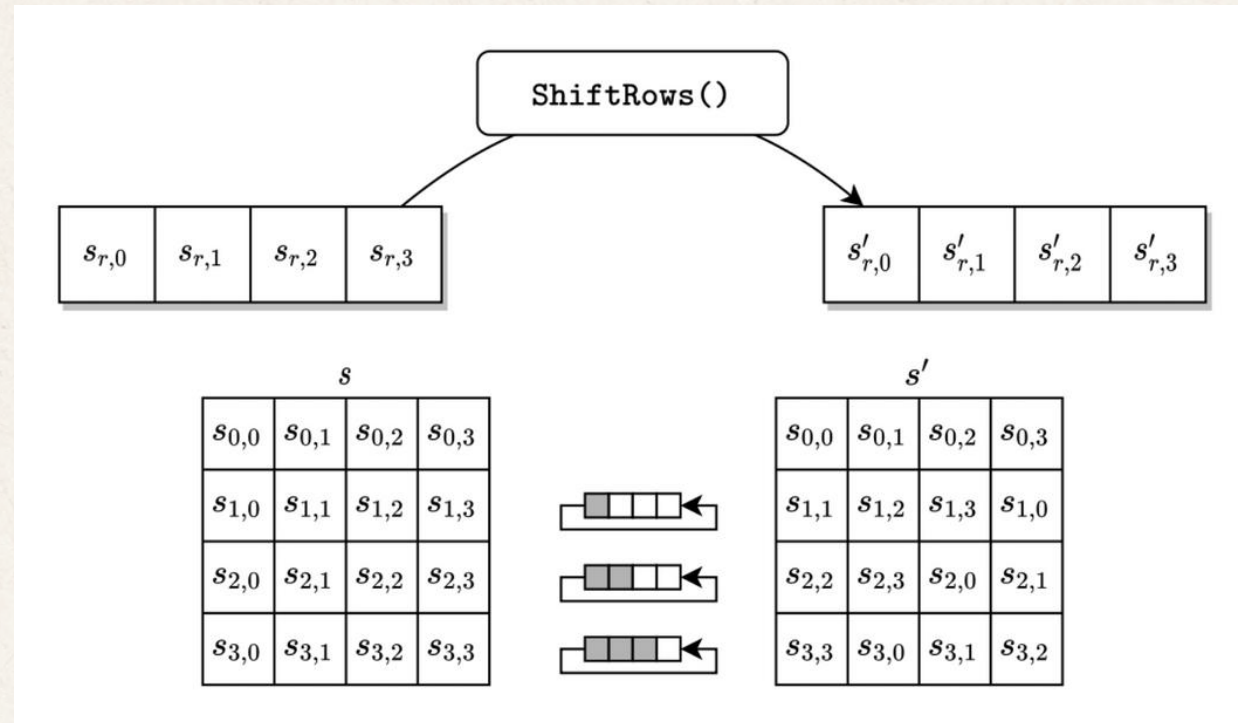 ShiftRows()
s_{r,0} s_{r,1} s_{r,2} s_{r,3} s'_{r,0} s'_{r,1} s'_{r,2} s'_{r,3}
s s'
s_{0,0} s_{0,1} s_{0,2} s_{0,3} s_{0,0} s_{0,1} s_{0,2} s_{0,3}
s_{1,0} s_{1,1} s_{1,2} s_{1,3} s_{1,1} s_{1,2} s_{1,3} s_{1,0}
s_{2,0} s_{2,1} s_{2,2} s_{2,3} s_{2,2} s_{2,3} s_{2,0} s_{2,1}
s_{3,0} s_{3,1} s_{3,2} s_{3,3} s_{3,3} s_{3,0} s_{3,1} s_{3,2}